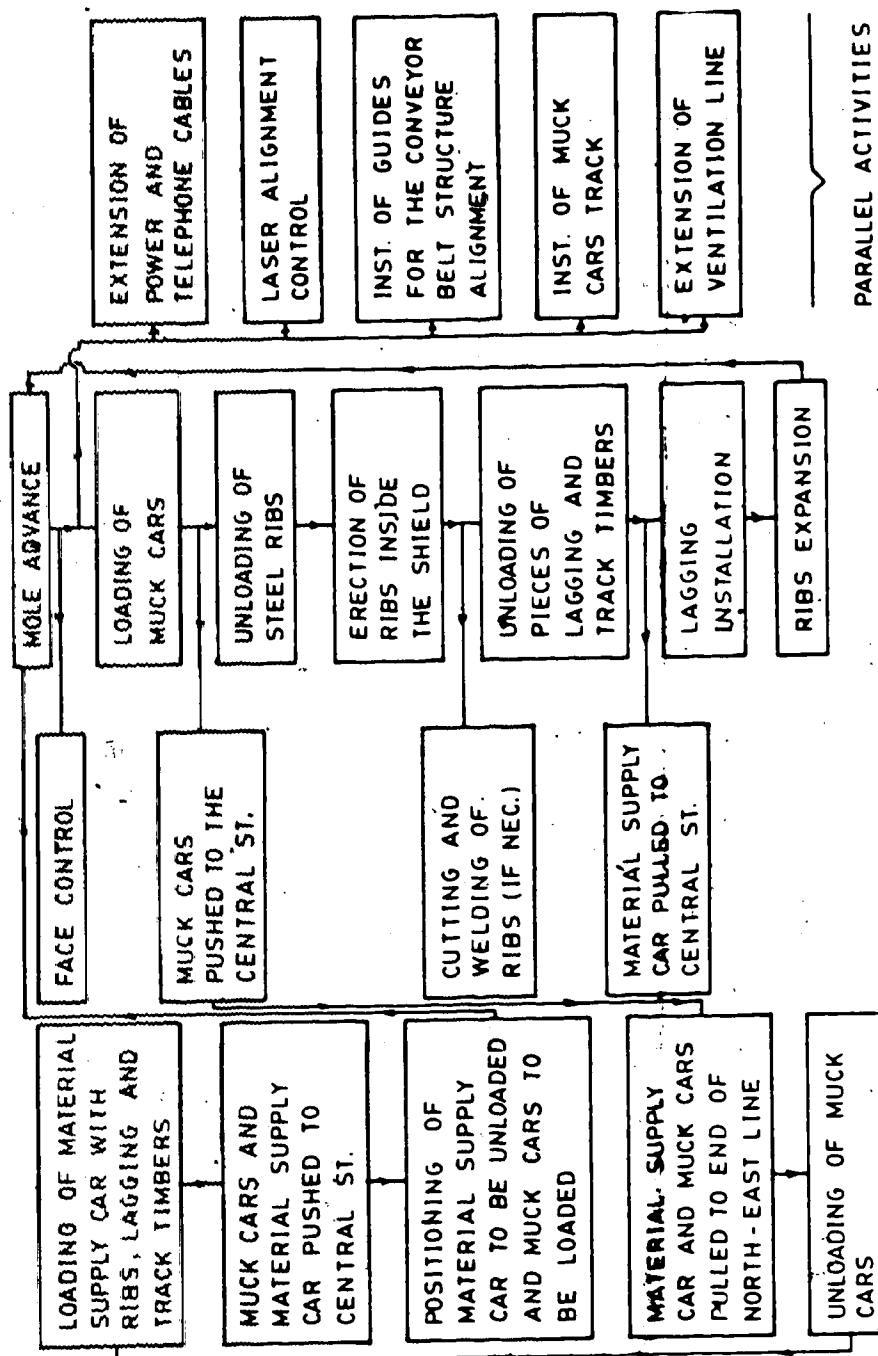 LOADING OF MATERIAL
SUPPLY CAR WITH
RIBS, LAGGING AND
TRACK TIMBERS
MUCK CARS AND
MATERIAL SUPPLY
CAR PUSHED TO
CENTRAL ST.
POSITIONING OF
MATERIAL SUPPLY
CAR TO BE UNLOADED
AND MUCK CARS TO
BE LOADED
MATERIAL SUPPLY
CAR AND MUCK CARS
PULLED TO END OF
NORTH-EAST LINE
UNLOADING OF MUCK
CARS
FACE CONTROL
MUCK CARS
PUSHED TO THE
CENTRAL ST.
CUTTING AND
WELDING OF.
RIBS (IF NEC.)
MATERIAL SUPPLY
CAR PULLED TO
CENTRAL ST.
MOLE ADVANCE
LOADING OF
MUCK CARS
UNLOADING OF
STEEL RIBS
ERECTION OF
RIBS INSIDE
THE SHIELD
UNLOADING OF
PIECES OF
LAGGING AND
TRACK TIMBERS
LAGGING
INSTALLATION
RIBS EXPANSION
EXTENSION OF
POWER AND
TELEPHONE CABLES
LASER ALIGNMENT
CONTROL
INST. OF GUIDES
FOR THE CONVEYOR
BELT STRUCTURE
ALIGNMENT
INST. OF MUCK
CARS TRACK
EXTENSION OF
VENTILATION LINE
PARALLEL ACTIVITIES